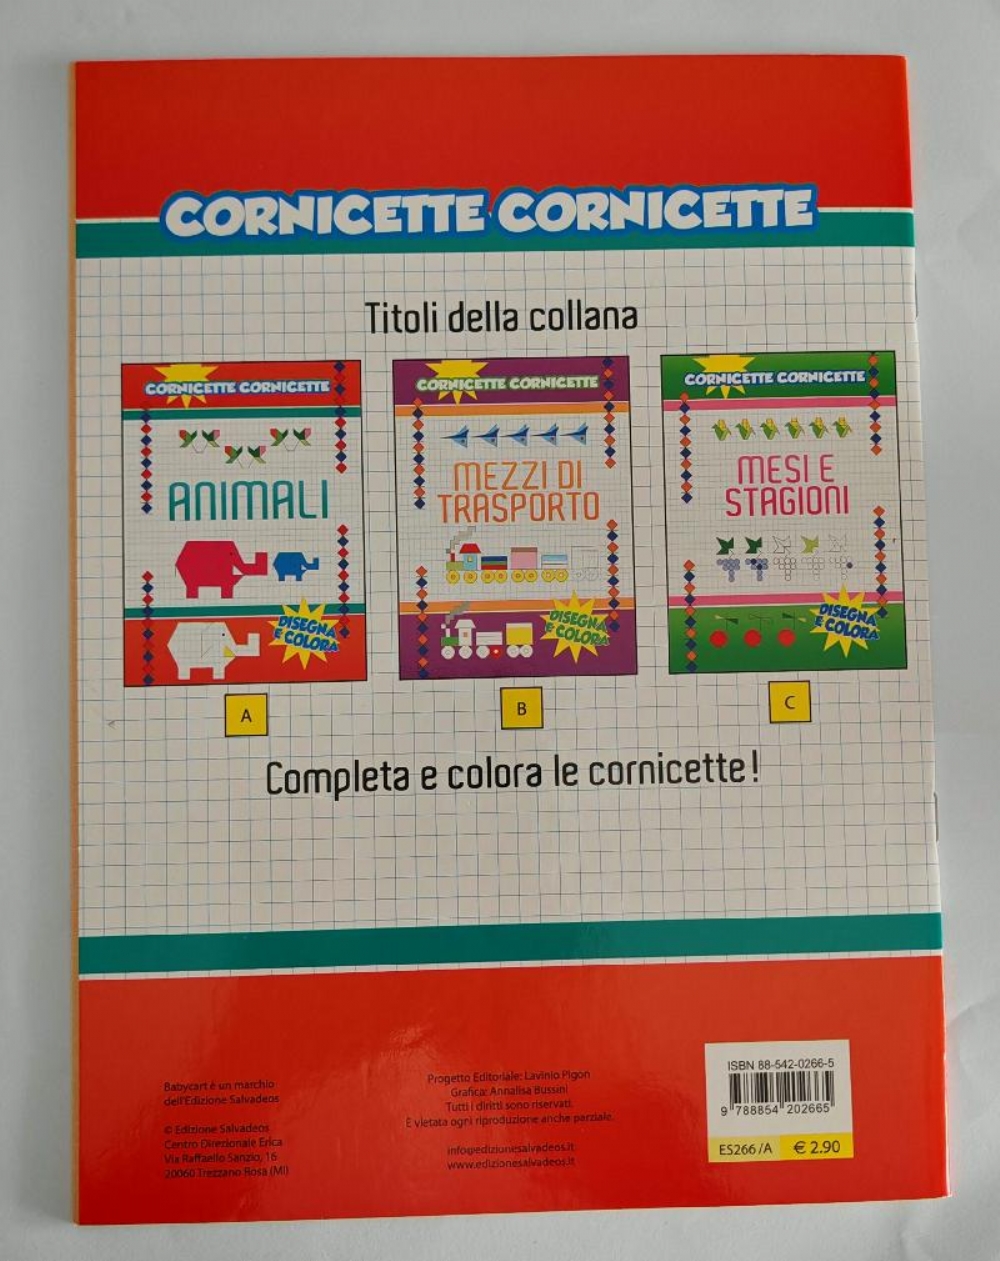 CORNICETTE CORNICETTE
Titoli della collana
CORNICETTE CORNICETTE
ANIMALI
DISEGNA
E COLORA
A
CORNICETTE CORNICETTE
MEZZI DI
TRASPORTO
DISEGNA
E COLORA
B
CORNICETTE CORNICETTE
MESI E
STAGIONI
DISEGNA
E COLORA
C
Completa e colora le cornicette!
Babycart è un marchio
dell'Edizione Salvadeos
© Edizione Salvadeos
Centro Direzionale Erica
Via Raffaello Sanzio, 16
20060 Trezzano Rosa (MI)
Progetto Editoriale: Lavinio Pigon
Grafica: Annalisa Bussini
Tutti i diritti sono riservati.
È vietata ogni riproduzione anche parziale.
info@edizionesalvadeos.it
www.edizionesalvadeos.it
ISBN 88-542-0266-5
9 788854 202665
ES266/A € 2.90